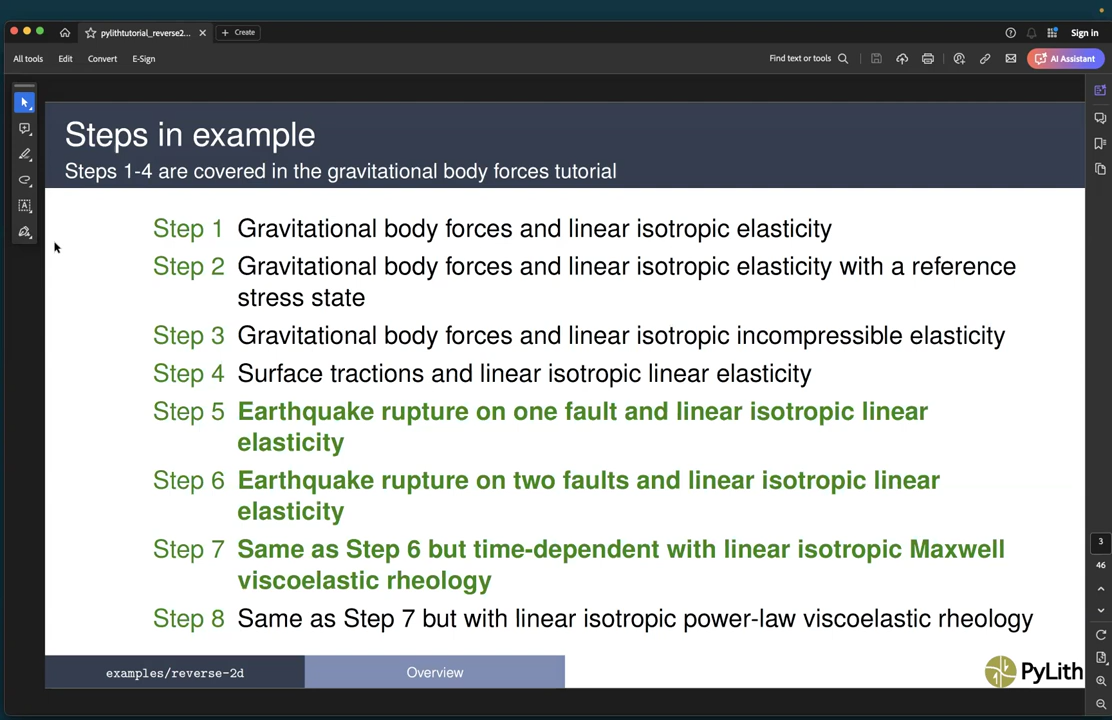 pylithtutorial_reverse2...
Create
Sign in
All tools
Edit
Convert
E-Sign
Find text or tools
AI Assistant
Steps in example
Steps 1-4 are covered in the gravitational body forces tutorial
Step 1 Gravitational body forces and linear isotropic elasticity
Step 2 Gravitational body forces and linear isotropic elasticity with a reference
stress state
Step 3 Gravitational body forces and linear isotropic incompressible elasticity
Step 4 Surface tractions and linear isotropic linear elasticity
Step 5 Earthquake rupture on one fault and linear isotropic linear
elasticity
Step 6 Earthquake rupture on two faults and linear isotropic linear
elasticity
Step 7 Same as Step 6 but time-dependent with linear isotropic Maxwell
viscoelastic rheology
Step 8 Same as Step 7 but with linear isotropic power-law viscoelastic rheology
3
46
examples/reverse-2d
Overview
PyLith